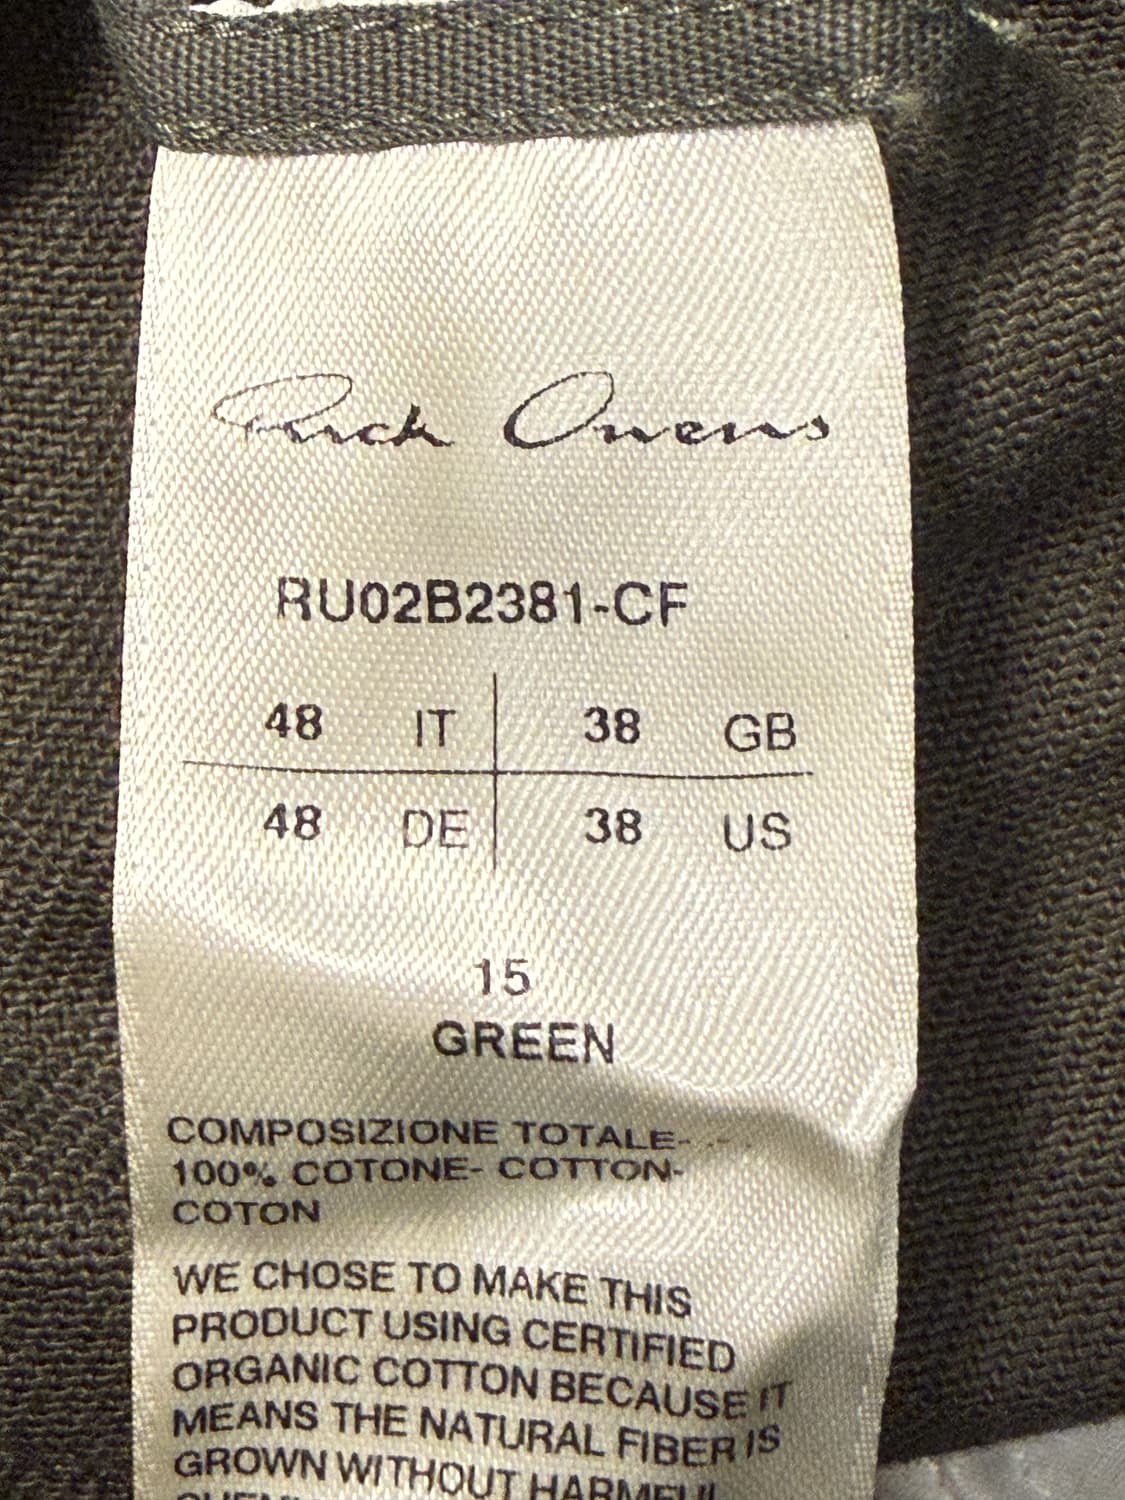 Rick Owens
RU02B2381-CF
48 IT 38 GB
48 DE 38 US
15
GREEN
COMPOSIZIONE TOTALE-
100% COTONE- COTTON-
COTON
WE CHOSE TO MAKE THIS
PRODUCT USING CERTIFIED
ORGANIC COTTON BECAUSE IT
MEANS THE NATURAL FIBER IS
GROWN WITHOUT HARMFUL